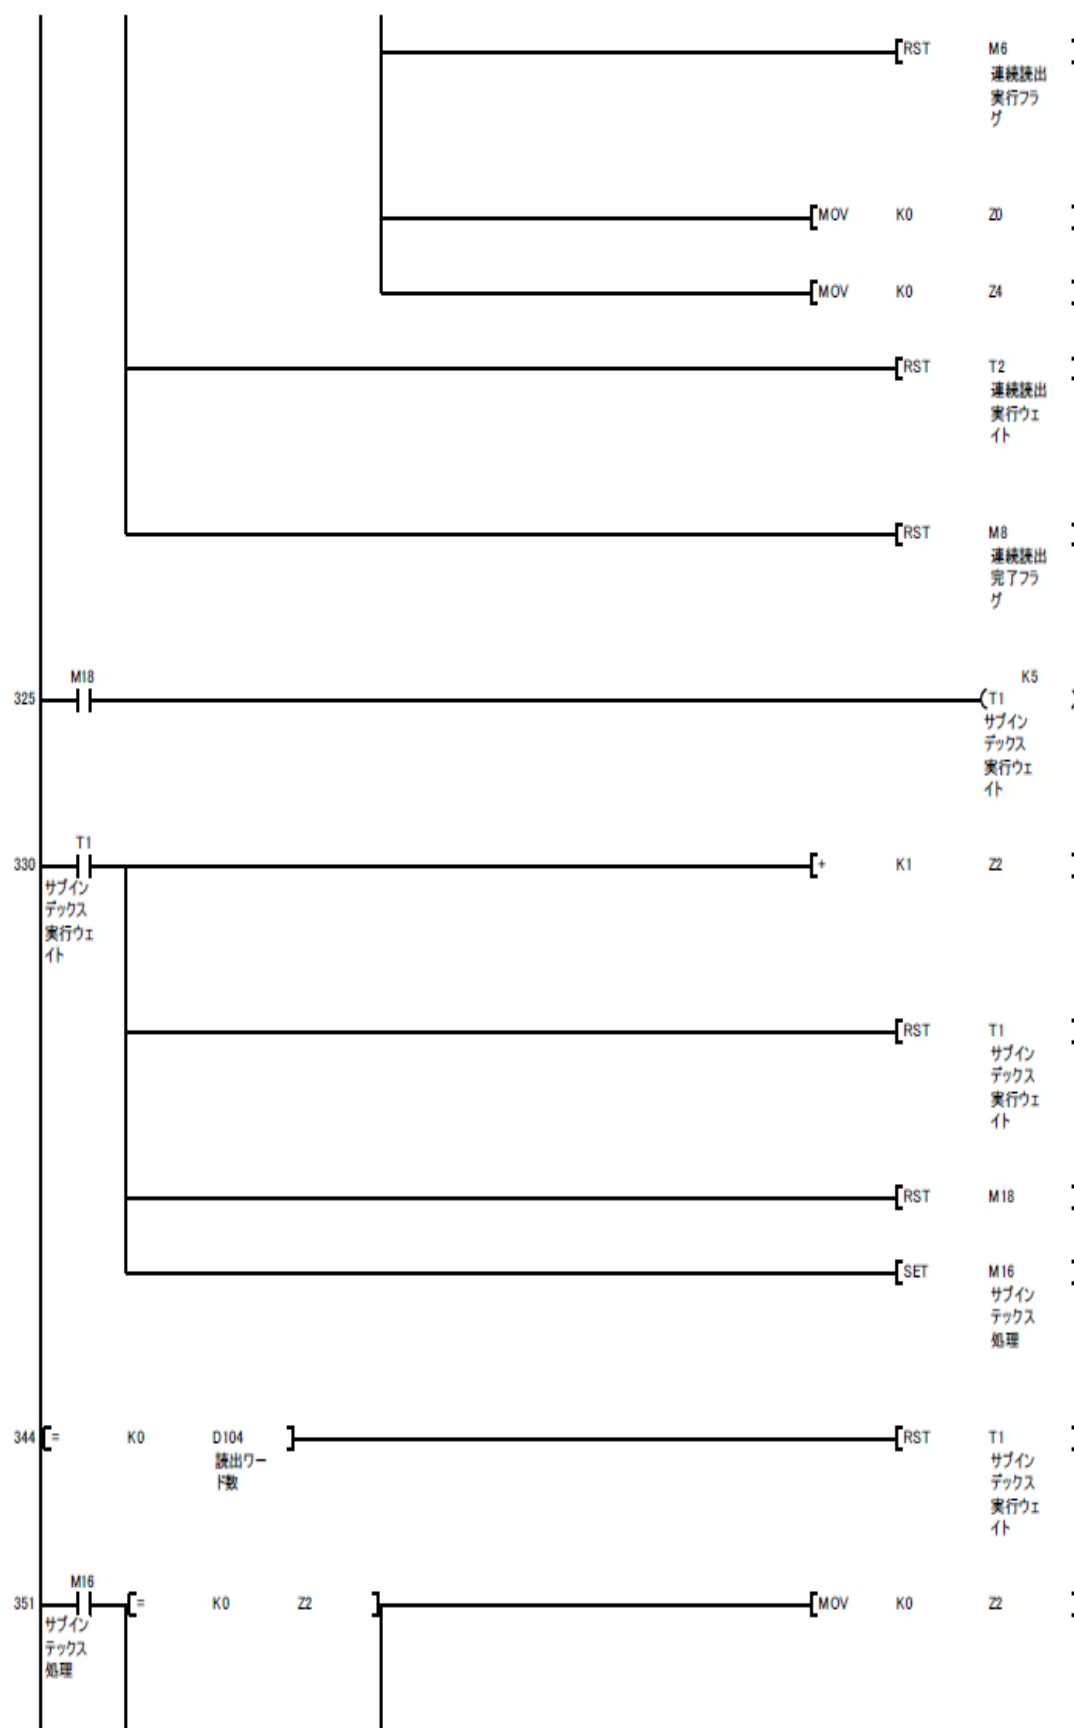 RST M6
連続読出
実行フラ
グ
MOV K0 Z0
MOV K0 Z4
RST T2
連続読出
実行ウェ
イト
RST M8
連続読出
完了フラ
グ
M18 K5
325 T1
サブイン
デックス
実行ウェ
イト
T1
330 + K1 Z2
サブイン
デックス
実行ウェ
イト
RST T1
サブイン
デックス
実行ウェ
イト
RST M18
SET M16
サブイン
デックス
処理
344 = K0 D104 RST T1
読出ワー
ド数
サブイン
デックス
実行ウェ
イト
M16
351 = K0 Z2 MOV K0 Z2
サブイン
デックス
処理